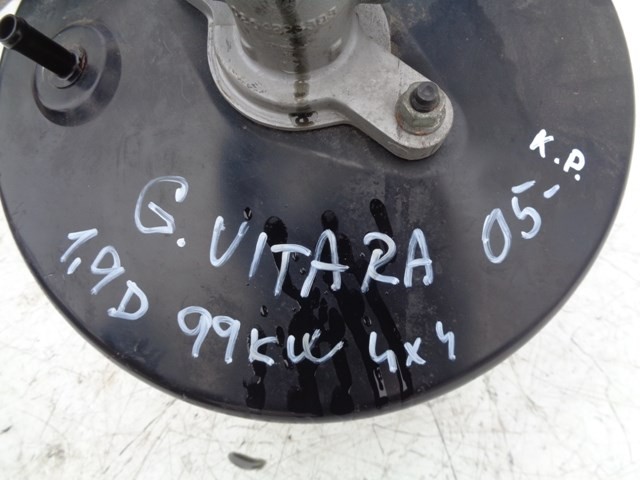 K.P.
G. VITARA 05-
1,9D 99KW 4x4